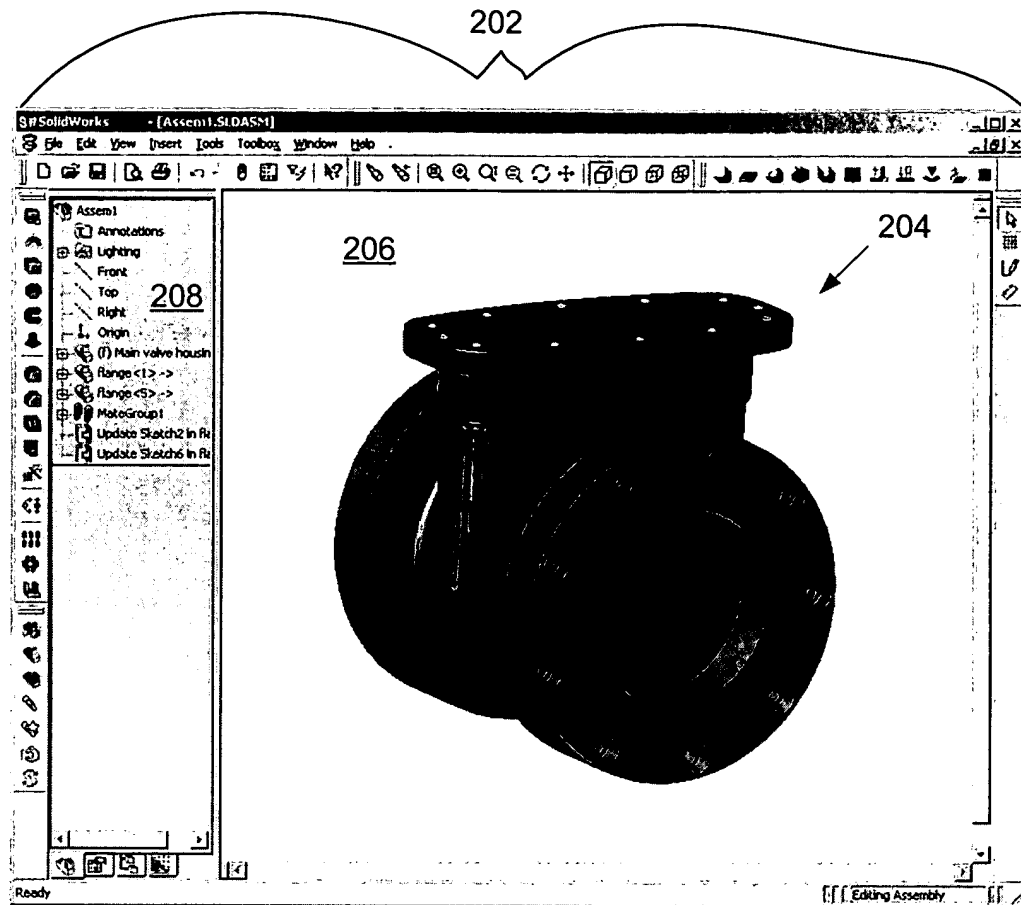 202
SolidWorks - [Assem1.SLDASM]
File Edit View Insert Tools Toolbox Window Help
Assem1
Annotations
Lighting
Front
Top
Right
Origin
(f) Main valve housin
flange<1> ->
flange<5> ->
MateGroup1
Update Sketch2 in fla
Update Sketch6 in fla
208
206
204
Ready
Editing Assembly